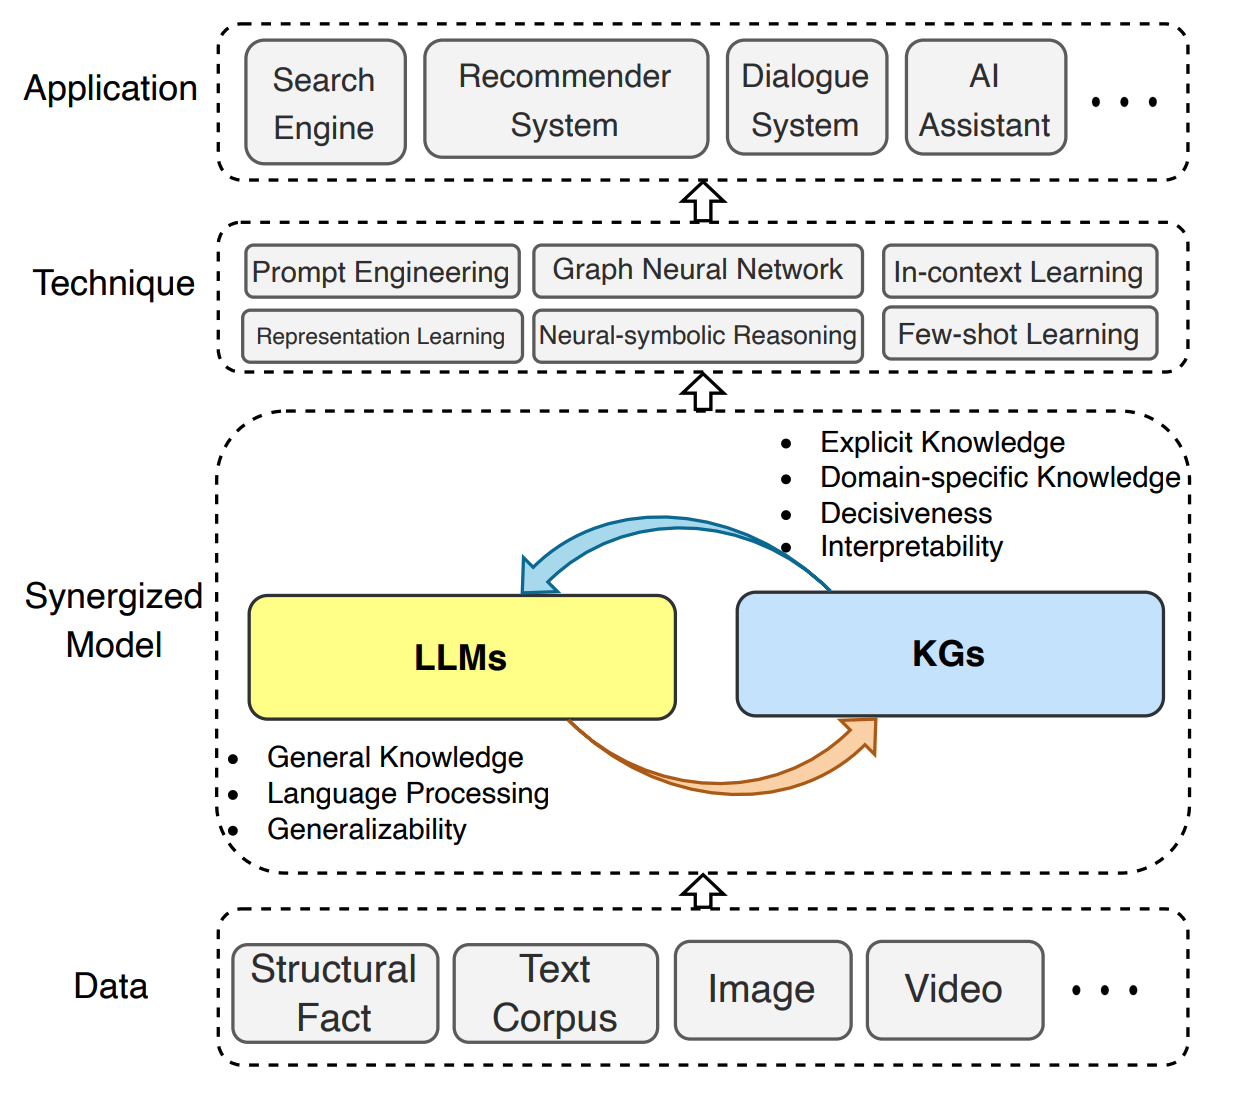 Application
Search
Engine
Recommender
System
Dialogue
System
AI
Assistant
Technique
Prompt Engineering
Graph Neural Network
In-context Learning
Representation Learning
Neural-symbolic Reasoning
Few-shot Learning
Synergized
Model
• Explicit Knowledge
• Domain-specific Knowledge
• Decisiveness
• Interpretability
LLMs
KGs
• General Knowledge
• Language Processing
• Generalizability
Data
Structural
Fact
Text
Corpus
Image
Video